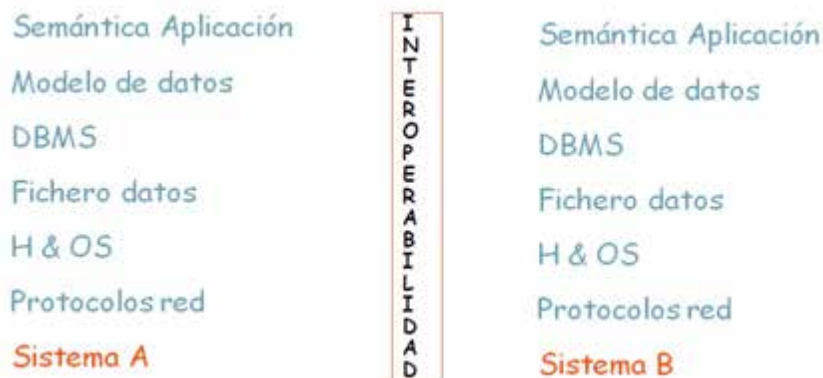 Semántica Aplicación
Modelo de datos
DBMS
Fichero datos
H & OS
Protocolos red
Sistema A
INTEROPERABILIDAD
Semántica Aplicación
Modelo de datos
DBMS
Fichero datos
H & OS
Protocolos red
Sistema B